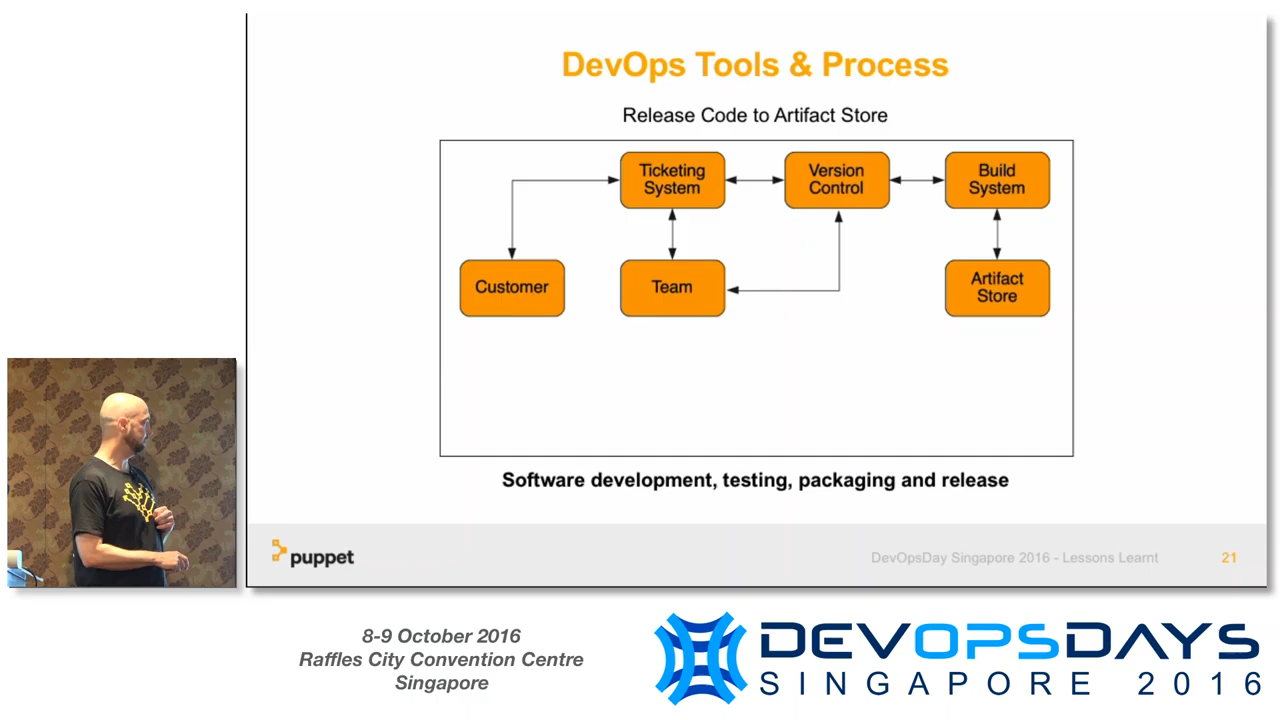 DevOps Tools & Process
Release Code to Artifact Store
Ticketing
System
Version
Control
Build
System
Customer
Team
Artifact
Store
Software development, testing, packaging and release
puppet
DevOpsDay Singapore 2016 - Lessons Learnt
21
8-9 October 2016
Raffles City Convention Centre
Singapore
DEVOPSDAYS
SINGAPORE 2016